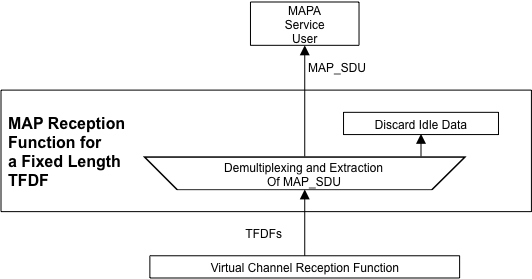 MAPA
Service
User
MAP_SDU
MAP Reception
Function for
a Fixed Length
TFDF
Discard Idle Data
Demultiplexing and Extraction
Of MAP_SDU
TFDFs
Virtual Channel Reception Function